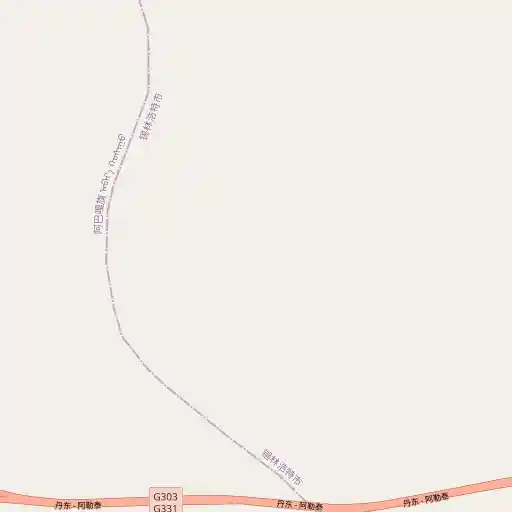 锡林浩特市
阿巴嘎旗
锡林浩特市
G303
G331
丹东 - 阿勒泰
丹东 - 阿勒泰
丹东 - 阿勒泰